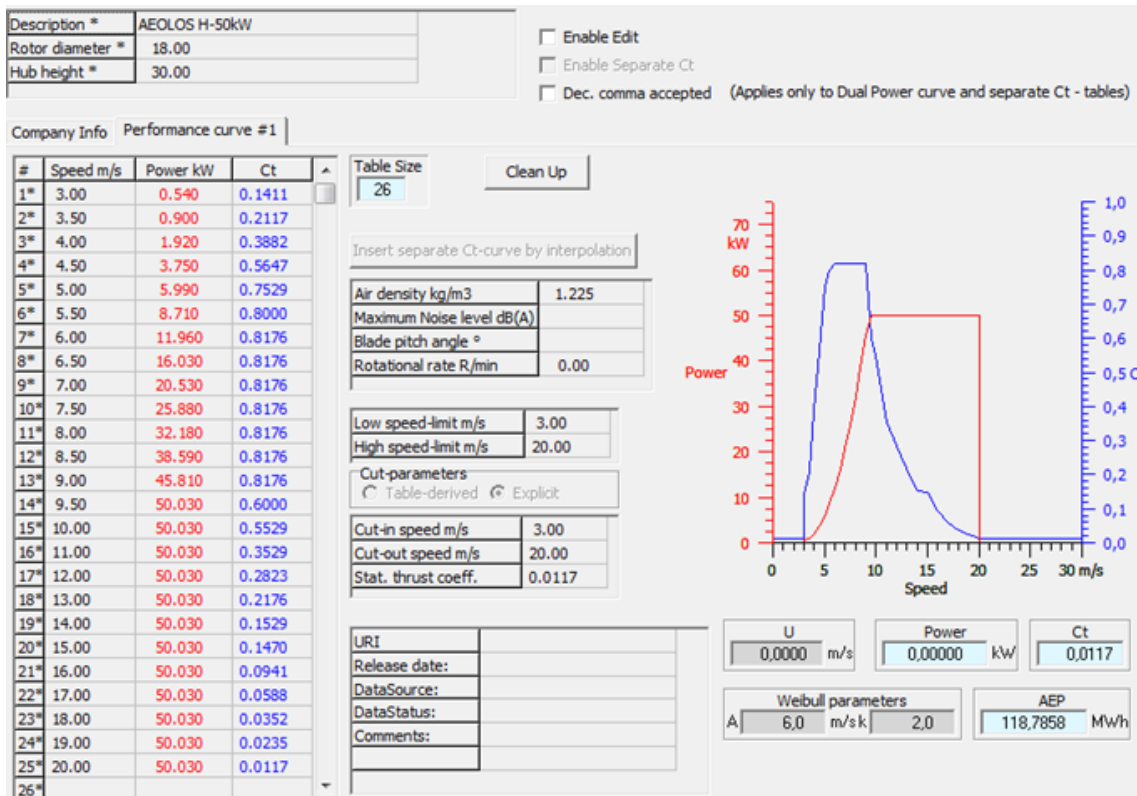 Description * AEOLOS H-50kW
Rotor diameter * 18.00
Hub height * 30.00
Enable Edit
Enable Separate Ct
Dec. comma accepted (Applies only to Dual Power curve and separate Ct - tables)
Company Info Performance curve #1
# Speed m/s Power kW Ct
1* 3.00 0.540 0.1411
2* 3.50 0.900 0.2117
3* 4.00 1.920 0.3882
4* 4.50 3.750 0.5647
5* 5.00 5.990 0.7529
6* 5.50 8.710 0.8000
7* 6.00 11.960 0.8176
8* 6.50 16.030 0.8176
9* 7.00 20.530 0.8176
10* 7.50 25.880 0.8176
11* 8.00 32.180 0.8176
12* 8.50 38.590 0.8176
13* 9.00 45.810 0.8176
14* 9.50 50.030 0.6000
15* 10.00 50.030 0.5529
16* 11.00 50.030 0.3529
17* 12.00 50.030 0.2823
18* 13.00 50.030 0.2176
19* 14.00 50.030 0.1529
20* 15.00 50.030 0.1470
21* 16.00 50.030 0.0941
22* 17.00 50.030 0.0588
23* 18.00 50.030 0.0352
24* 19.00 50.030 0.0235
25* 20.00 50.030 0.0117
26*
Table Size
26
Clean Up
Insert separate Ct-curve by interpolation
Air density kg/m3 1.225
Maximum Noise level dB(A)
Blade pitch angle °
Rotational rate R/min 0.00
Low speed-limit m/s 3.00
High speed-limit m/s 20.00
Cut-parameters
Table-derived Explicit
Cut-in speed m/s 3.00
Cut-out speed m/s 20.00
Stat. thrust coeff. 0.0117
URI
Release date:
DataSource:
DataStatus:
Comments:
70
kW
60
50
40
Power
30
20
10
0
1,0
0,9
0,8
0,7
0,6
0,5 C
0,4
0,3
0,2
0,1
0,0
0 5 10 15 20 25 30 m/s
Speed
U Power Ct
0,0000 m/s 0,00000 kW 0,0117
Weibull parameters AEP
A 6,0 m/s k 2,0 118,7858 MWh